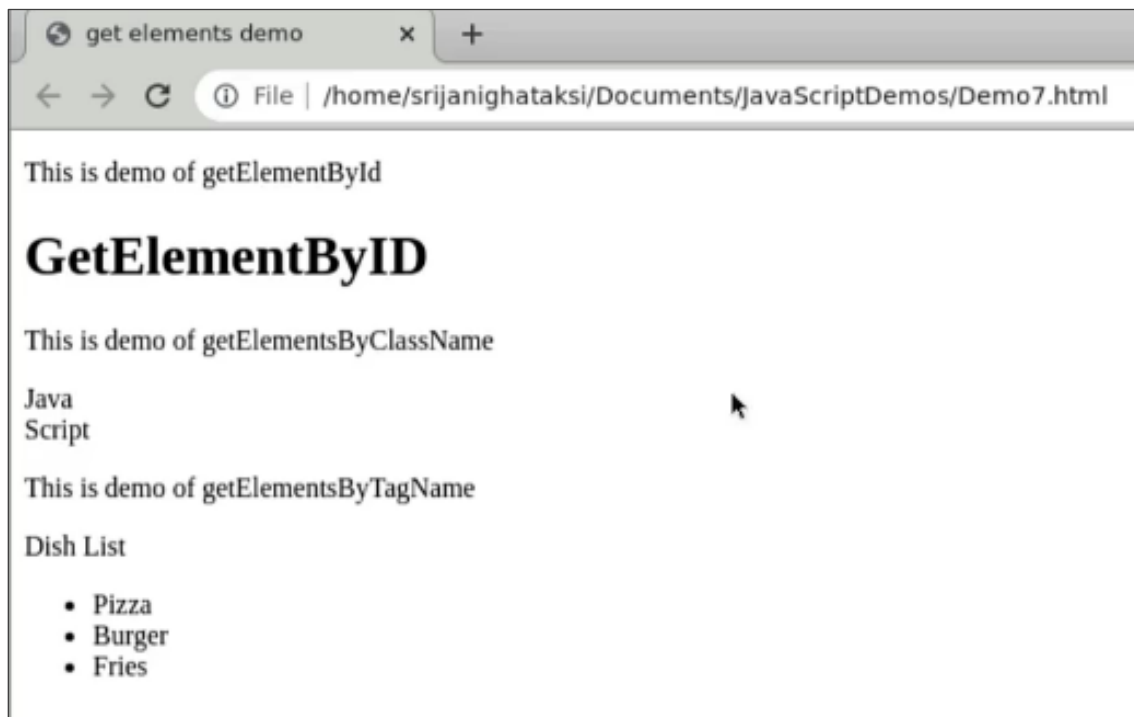 get elements demo
File | /home/srijanighataksi/Documents/JavaScriptDemos/Demo7.html
This is demo of getElementById
GetElementByID
This is demo of getElementsByClassName
Java
Script
This is demo of getElementsByTagName
Dish List
• Pizza
• Burger
• Fries